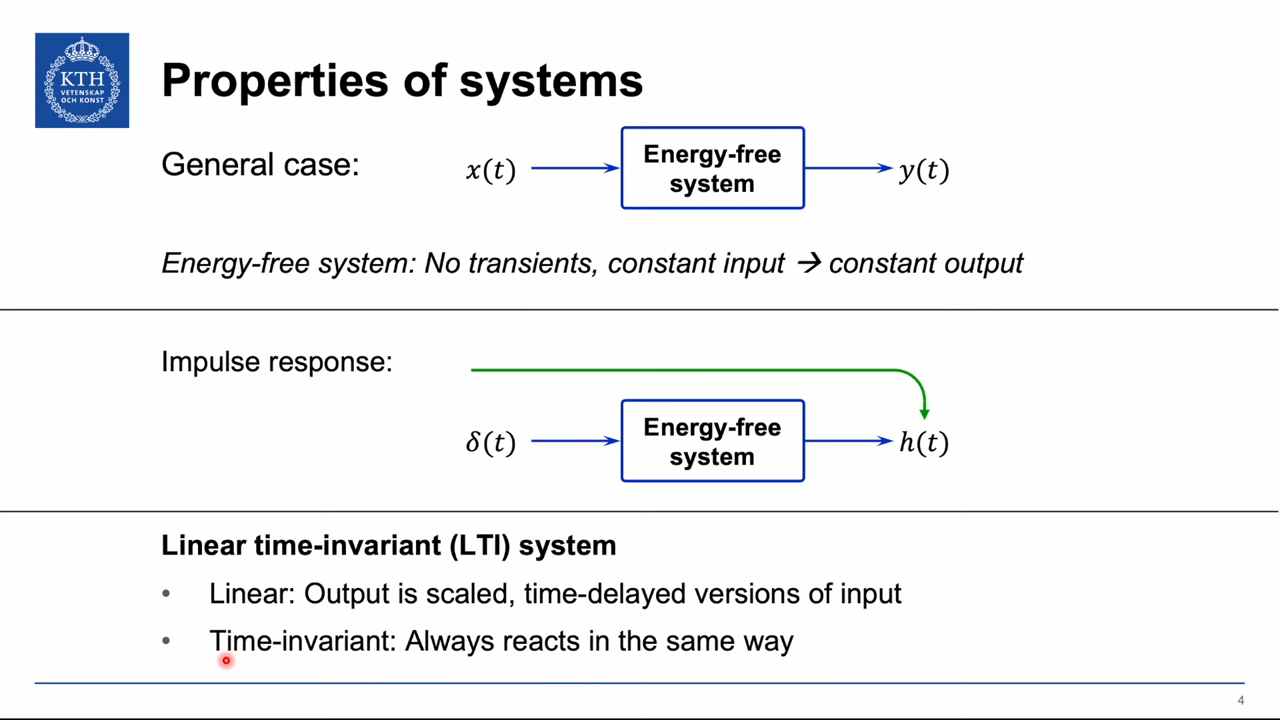 KTH
VETENSKAP
OCH KONST
Properties of systems
General case:
x(t)
Energy-free
system
y(t)
Energy-free system: No transients, constant input → constant output
Impulse response:
δ(t)
Energy-free
system
h(t)
Linear time-invariant (LTI) system
• Linear: Output is scaled, time-delayed versions of input
• Time-invariant: Always reacts in the same way
4